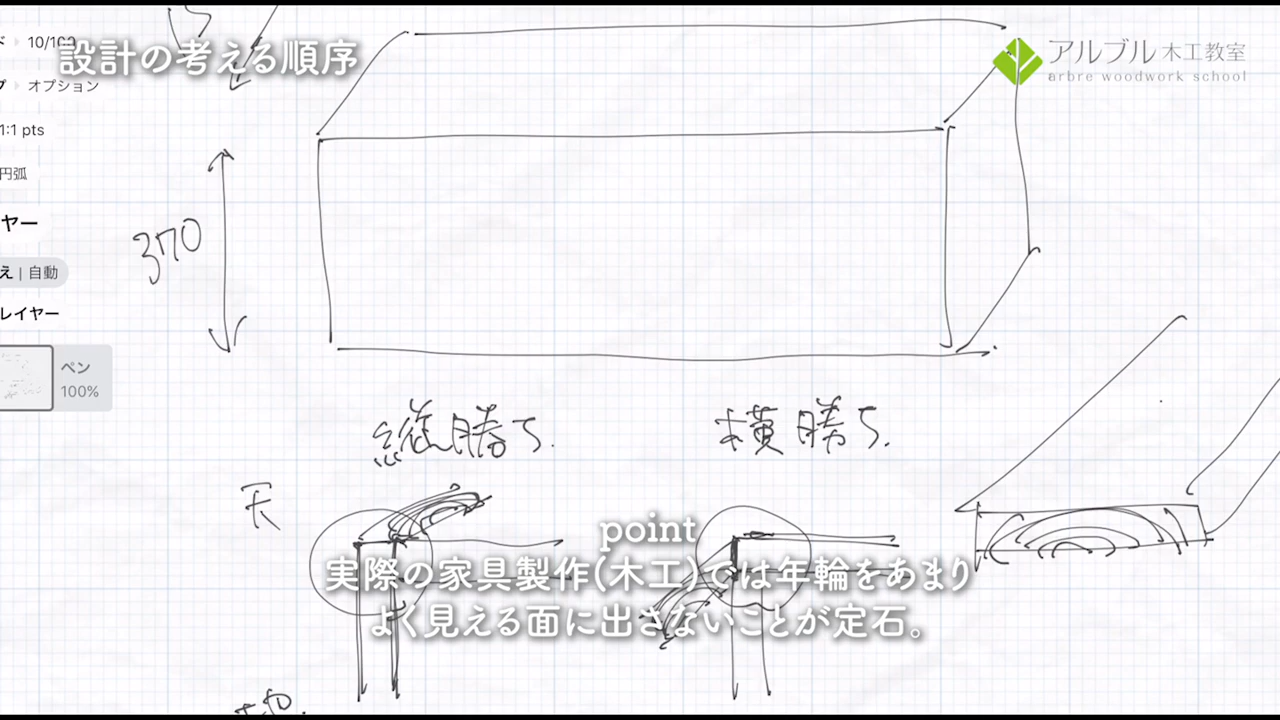 ド 10/100
設計の考える順序
アルブル 木工教室
arbre woodwork school
プ オプション
1:1 pts
円弧
ヤー
370
え | 自動
レイヤー
ペン
100%
縦勝ち.
横勝ち.
天
point
実際の家具製作(木工)では年輪をあまり
よく見える面に出さないことが定石。